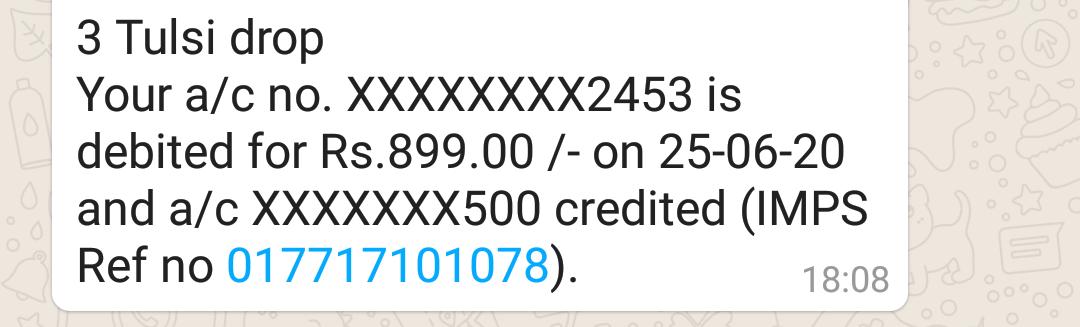 3 Tulsi drop
Your a/c no. XXXXXXXX2453 is
debited for Rs.899.00 /- on 25-06-20
and a/c XXXXXXX500 credited (IMPS
Ref no 017717101078).
18:08